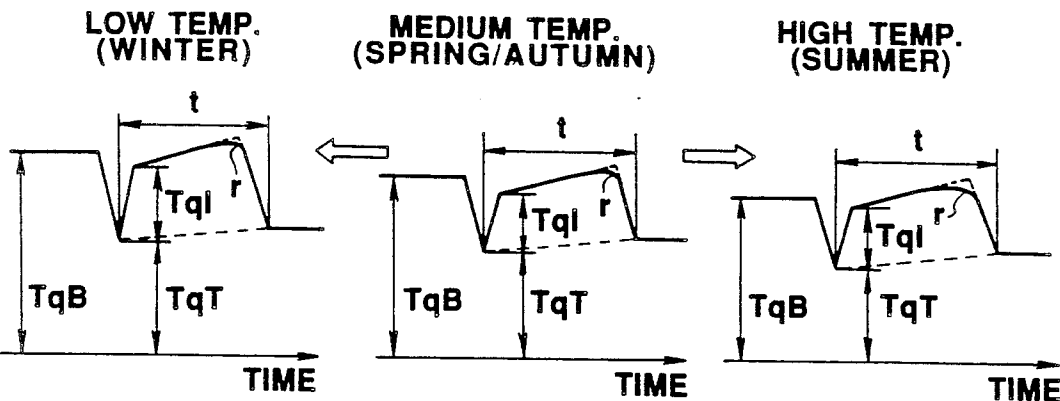 LOW TEMP.
(WINTER)
MEDIUM TEMP.
(SPRING/AUTUMN)
HIGH TEMP.
(SUMMER)
t
t
t
r
r
r
TqI
TqI
TqI
TqB
TqT
TqB
TqT
TqB
TqT
TIME
TIME
TIME